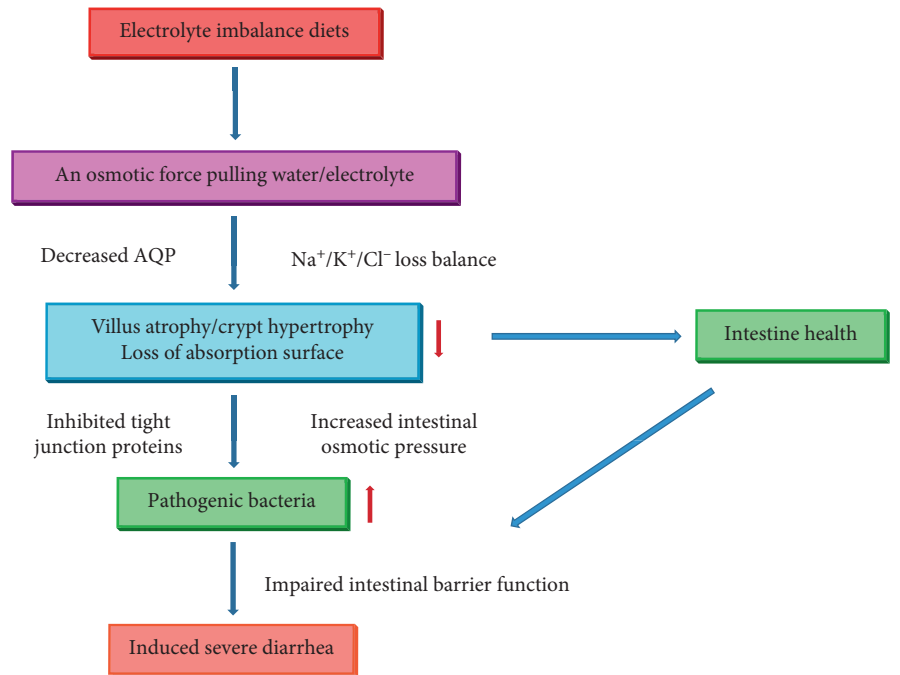 Electrolyte imbalance diets
An osmotic force pulling water/electrolyte
Decreased AQP
Na⁺/K⁺/Cl⁻ loss balance
Villus atrophy/crypt hypertrophy
Loss of absorption surface
Intestine health
Inhibited tight
junction proteins
Increased intestinal
osmotic pressure
Pathogenic bacteria
Impaired intestinal barrier function
Induced severe diarrhea